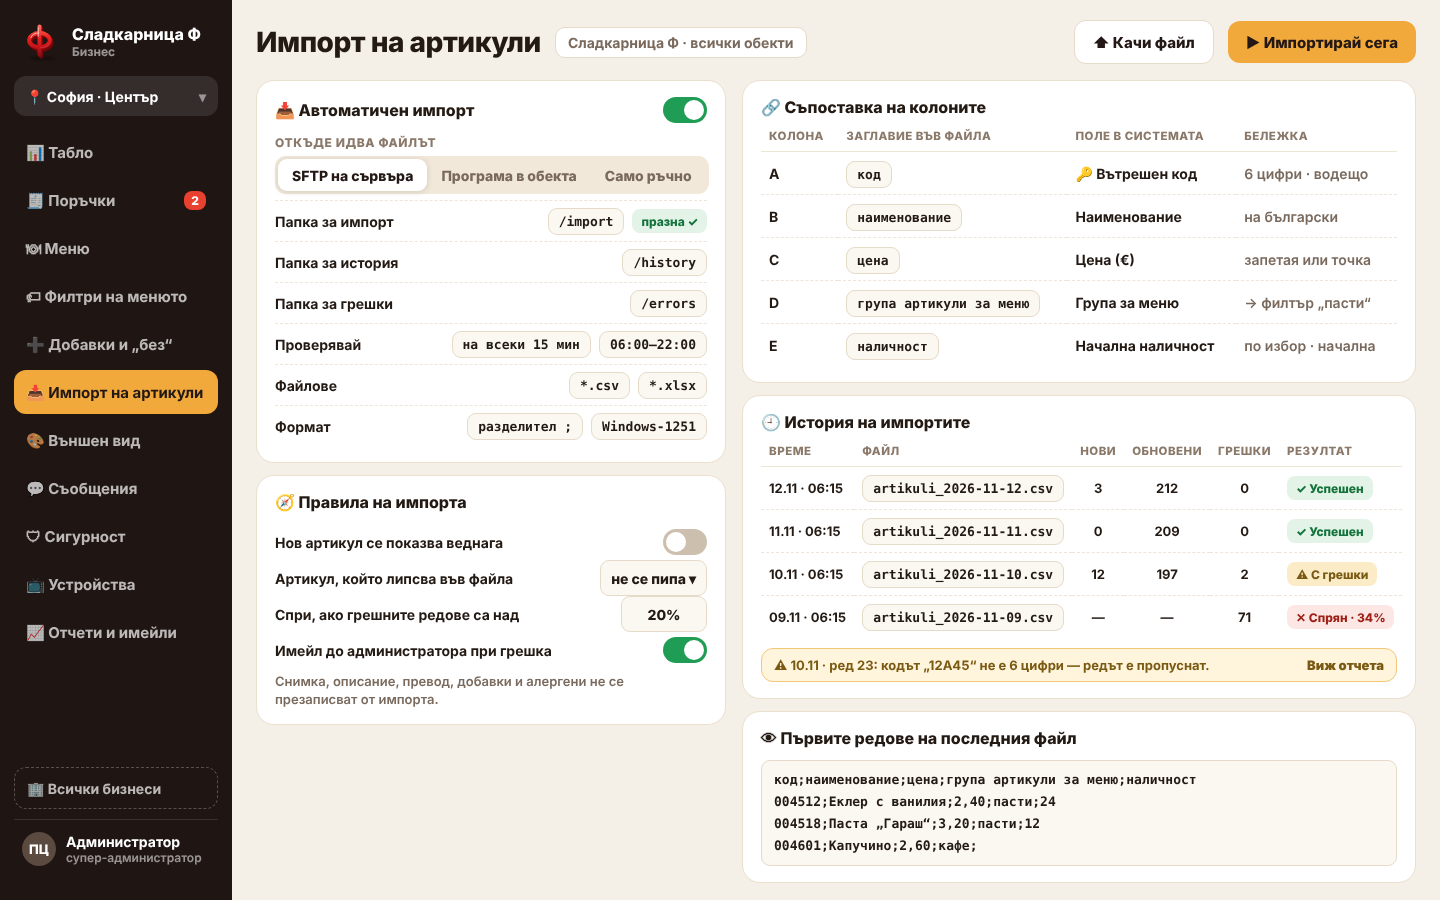 Сладкарница Ф
Бизнес
София · Център
Табло
Поръчки 2
Меню
Филтри на менюто
Добавки и „без“
Импорт на артикули
Външен вид
Съобщения
Сигурност
Устройства
Отчети и имейли
Всички бизнеси
ПЦ
Администратор
супер-администратор
Импорт на артикули
Сладкарница Ф · всички обекти
Качи файл
Импортирай сега
Автоматичен импорт
ОТКЪДЕ ИДВА ФАЙЛЪТ
SFTP на сървъра Програма в обекта Само ръчно
Папка за импорт /import празна ✓
Папка за история /history
Папка за грешки /errors
Проверявай на всеки 15 мин 06:00–22:00
Файлове *.csv *.xlsx
Формат разделител ; Windows-1251
Правила на импорта
Нов артикул се показва веднага
Артикул, който липсва във файла не се пипа ▾
Спри, ако грешните редове са над 20%
Имейл до администратора при грешка
Снимка, описание, превод, добавки и алергени не се
презаписват от импорта.
Съпоставка на колоните
КОЛОНА ЗАГЛАВИЕ ВЪВ ФАЙЛА ПОЛЕ В СИСТЕМАТА БЕЛЕЖКА
A код Вътрешен код 6 цифри · водещо
B наименование Наименование на български
C цена Цена (€) запетая или точка
D група артикули за меню Група за меню → филтър „пасти“
E наличност Начална наличност по избор · начална
История на импортите
ВРЕМЕ ФАЙЛ НОВИ ОБНОВЕНИ ГРЕШКИ РЕЗУЛТАТ
12.11 · 06:15 artikuli_2026-11-12.csv 3 212 0 ✓ Успешен
11.11 · 06:15 artikuli_2026-11-11.csv 0 209 0 ✓ Успешен
10.11 · 06:15 artikuli_2026-11-10.csv 12 197 2 ⚠ С грешки
09.11 · 06:15 artikuli_2026-11-09.csv — — 71 ✕ Спрян · 34%
⚠ 10.11 · ред 23: кодът „12A45“ не е 6 цифри — редът е пропуснат. Виж отчета
Първите редове на последния файл
код;наименование;цена;група артикули за меню;наличност
004512;Еклер с ванилия;2,40;пасти;24
004518;Паста „Гараш“;3,20;пасти;12
004601;Капучино;2,60;кафе;